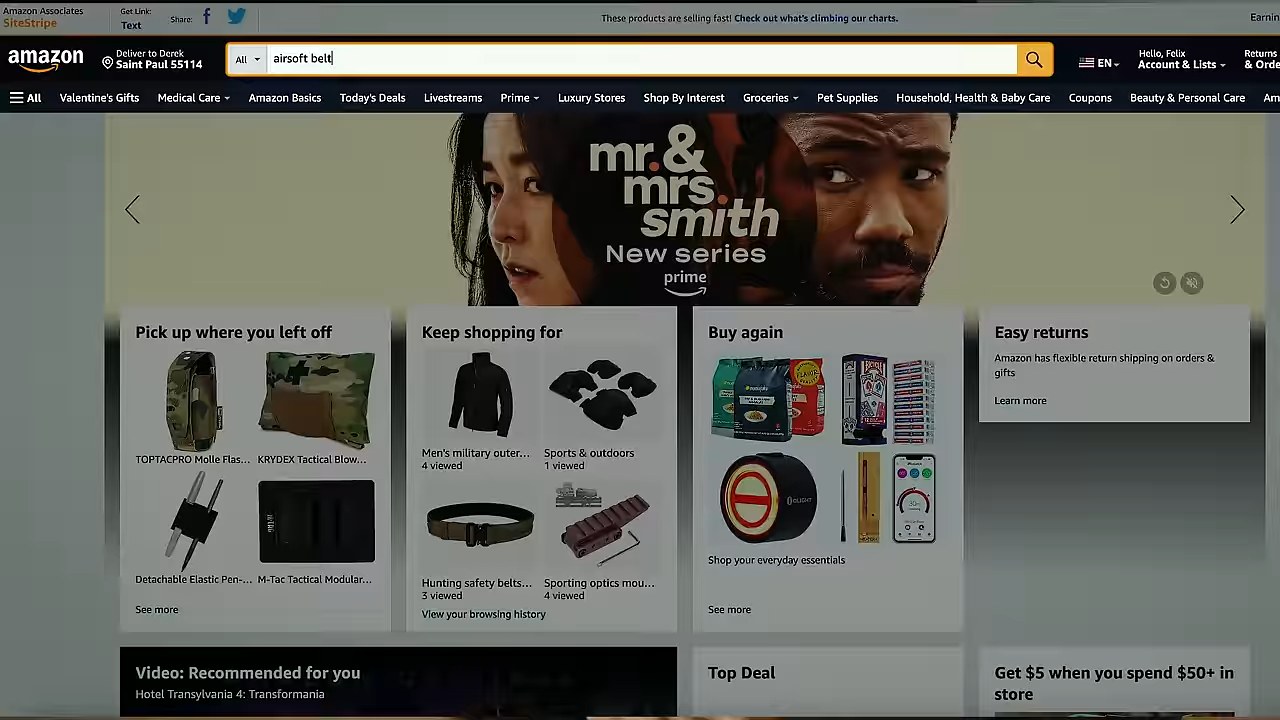 Amazon Associates
SiteStripe
Get Link:
Text
Share:
These products are selling fast! Check out what's climbing our charts.
Earnin
amazon
Deliver to Derek
Saint Paul 55114
All
airsoft belt
EN
Hello, Felix
Account & Lists
Returns
& Orde
All
Valentine's Gifts
Medical Care
Amazon Basics
Today's Deals
Livestreams
Prime
Luxury Stores
Shop By Interest
Groceries
Pet Supplies
Household, Health & Baby Care
Coupons
Beauty & Personal Care
Am
mr.&
mrs.
smith
New series
prime
Pick up where you left off
TOPTACPRO Molle Flas...
KRYDEX Tactical Blow...
Detachable Elastic Pen-...
M-Tac Tactical Modular...
See more
Keep shopping for
Men's military outer...
4 viewed
Sports & outdoors
1 viewed
Hunting safety belts...
3 viewed
Sporting optics mou...
4 viewed
View your browsing history
Buy again
OLIGHT
Shop your everyday essentials
See more
Easy returns
Amazon has flexible return shipping on orders &
gifts
Learn more
Video: Recommended for you
Hotel Transylvania 4: Transformania
Top Deal
Get $5 when you spend $50+ in
store